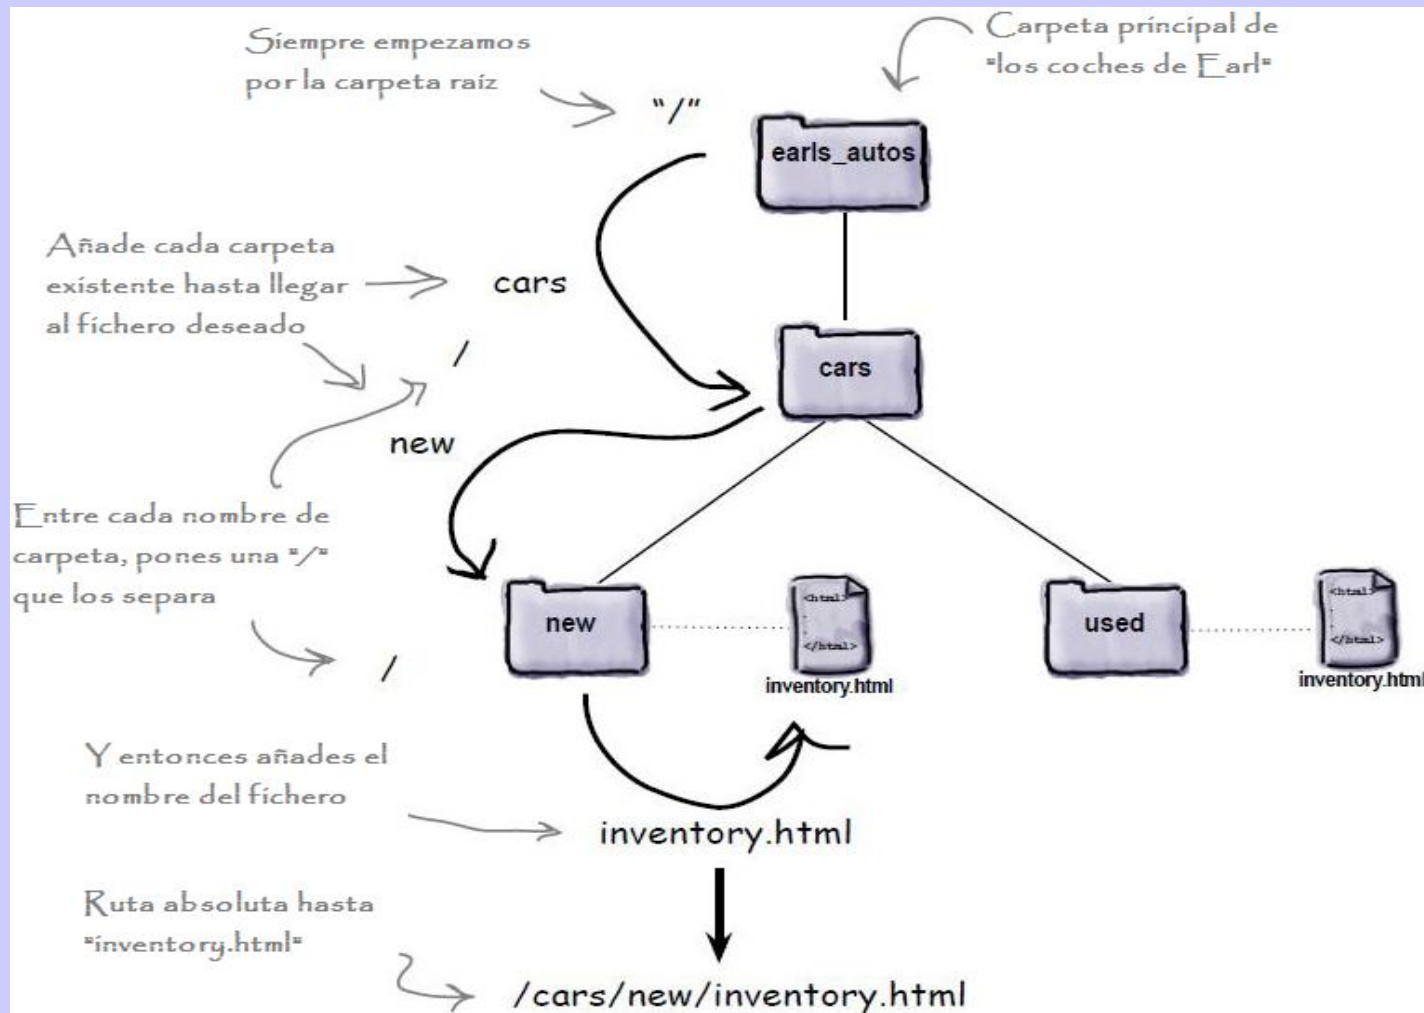 Siempre empezamos
por la carpeta raíz
"/"
Carpeta principal de
"los coches de Earl"
earls_autos
Añade cada carpeta
existente hasta llegar
al fichero deseado
cars
/
cars
new
Entre cada nombre de
carpeta, pones una "/"
que los separa
/
new
<html>
</html>
inventory.html
used
<html>
</html>
inventory.html
Y entonces añades el
nombre del fichero
inventory.html
Ruta absoluta hasta
"inventory.html"
/cars/new/inventory.html